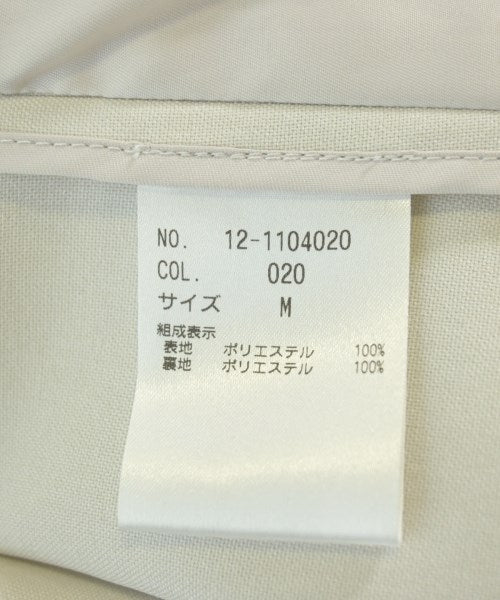 NO. 12-1104020
COL. 020
サイズ M
組成表示
表地 ポリエステル 100%
裏地 ポリエステル 100%